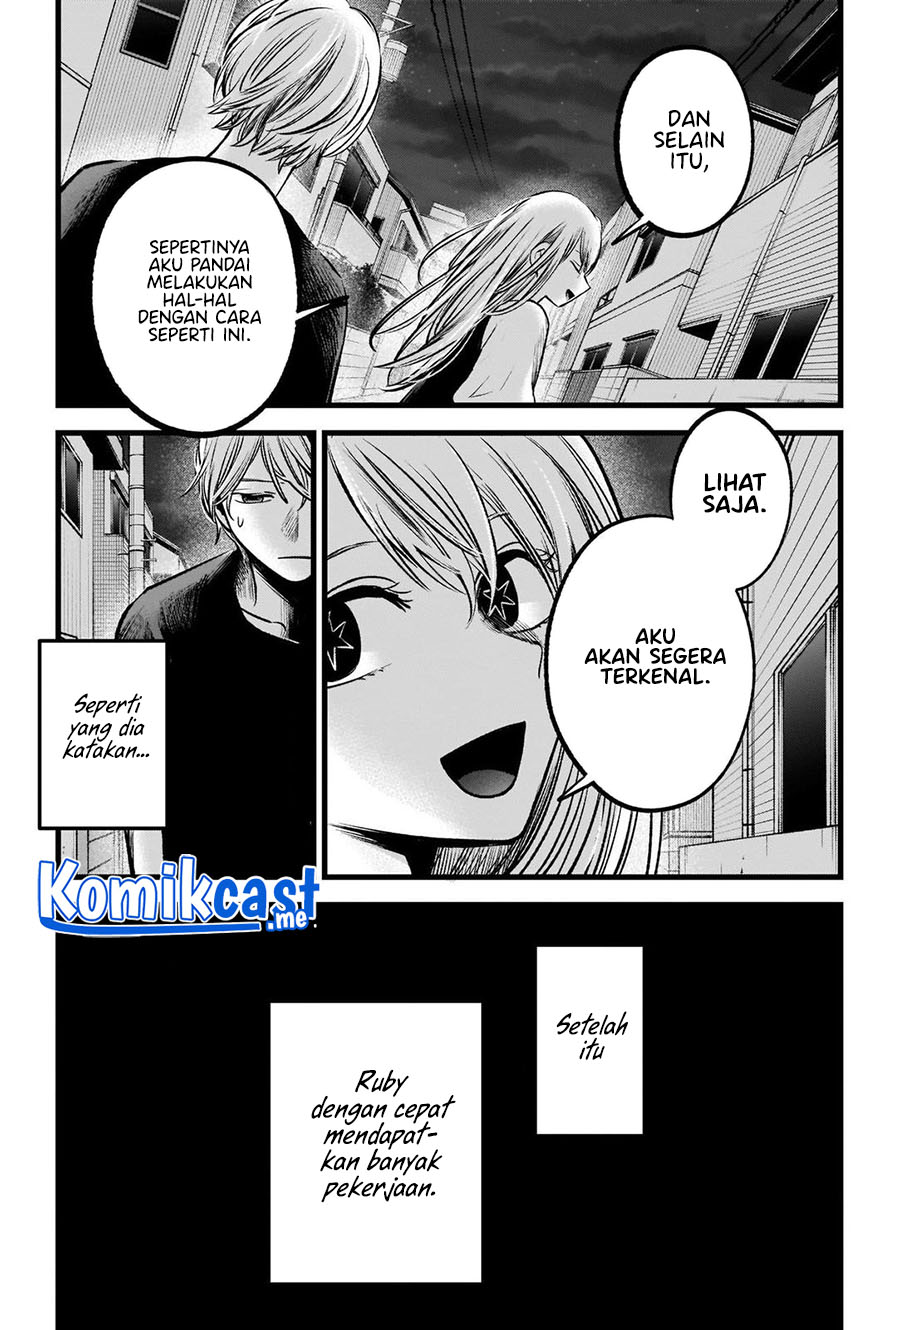 DAN
SELAIN
ITU,
SEPERTINYA
AKU PANDAI
MELAKUKAN
HAL-HAL
DENGAN CARA
SEPERTI INI.
LIHAT
SAJA.
AKU
AKAN SEGERA
TERKENAL.
Seperti
yang dia
katakan...
Komikcast
.me
Setelah
itu
Ruby
dengan cepat
mendapat-
kan banyak
pekerjaan.